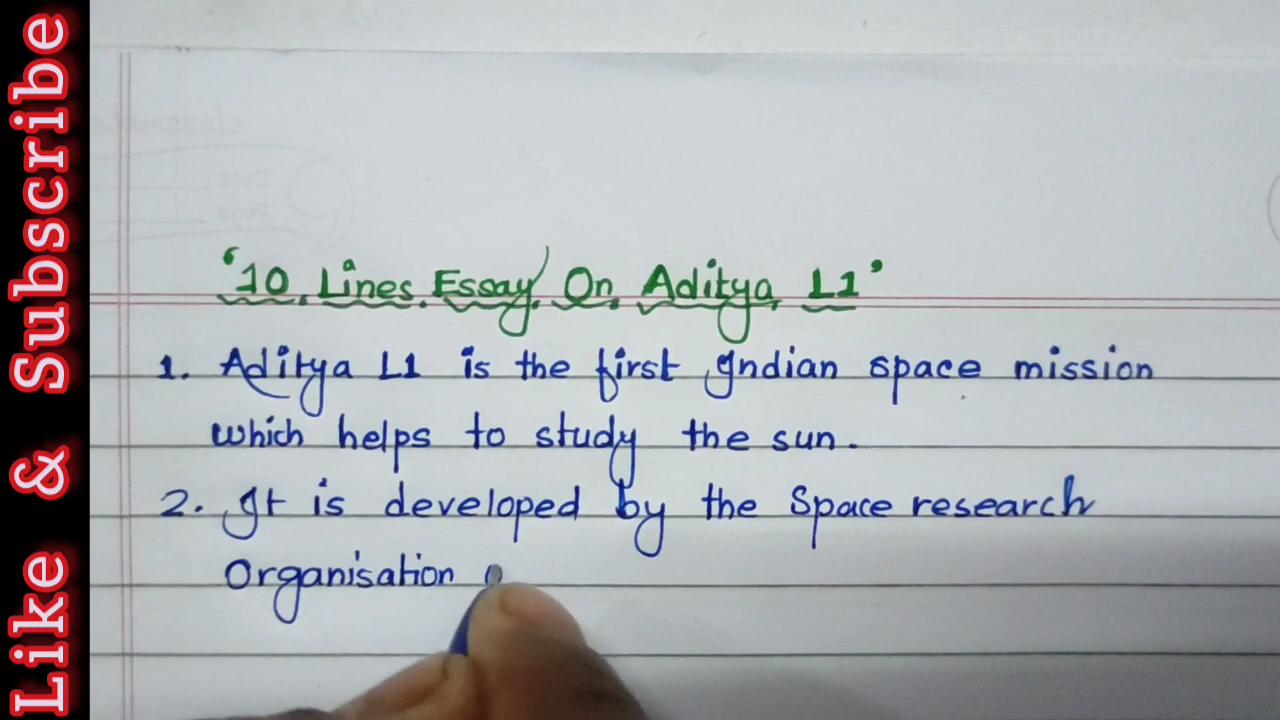 Like & Subscribe
'10 Lines Essay On Aditya L1'
1. Aditya L1 is the first Indian space mission
which helps to study the sun.
2. It is developed by the Space research
Organisation